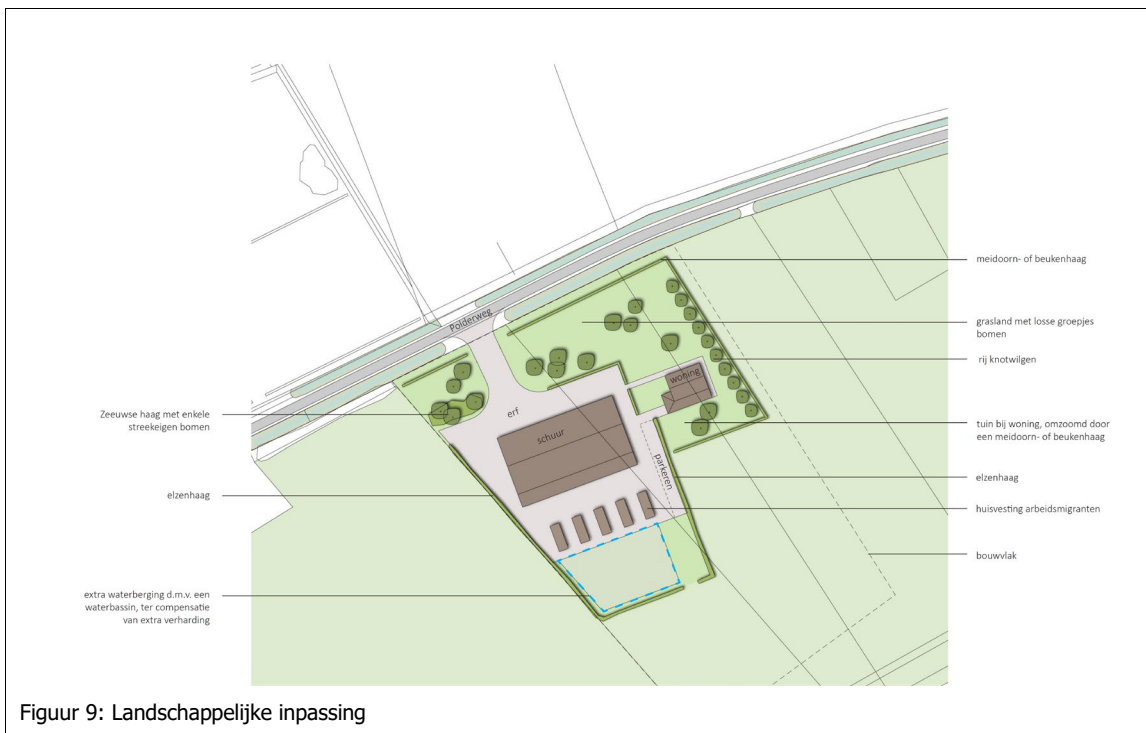 meidoorn- of beukenhaag
grasland met losse groepjes
bomen
rij knotwilgen
Polderweg
woning
Zeeuwse haag met enkele
streekeigen bomen
erf
schuur
tuin bij woning, omzoomd door
een meidoorn- of beukenhaag
parkeren
elzenhaag
elzenhaag
huisvesting arbeidsmigranten
bouwvlak
extra waterberging d.m.v. een
waterbassin, ter compensatie
van extra verharding
Figuur 9: Landschappelijke inpassing